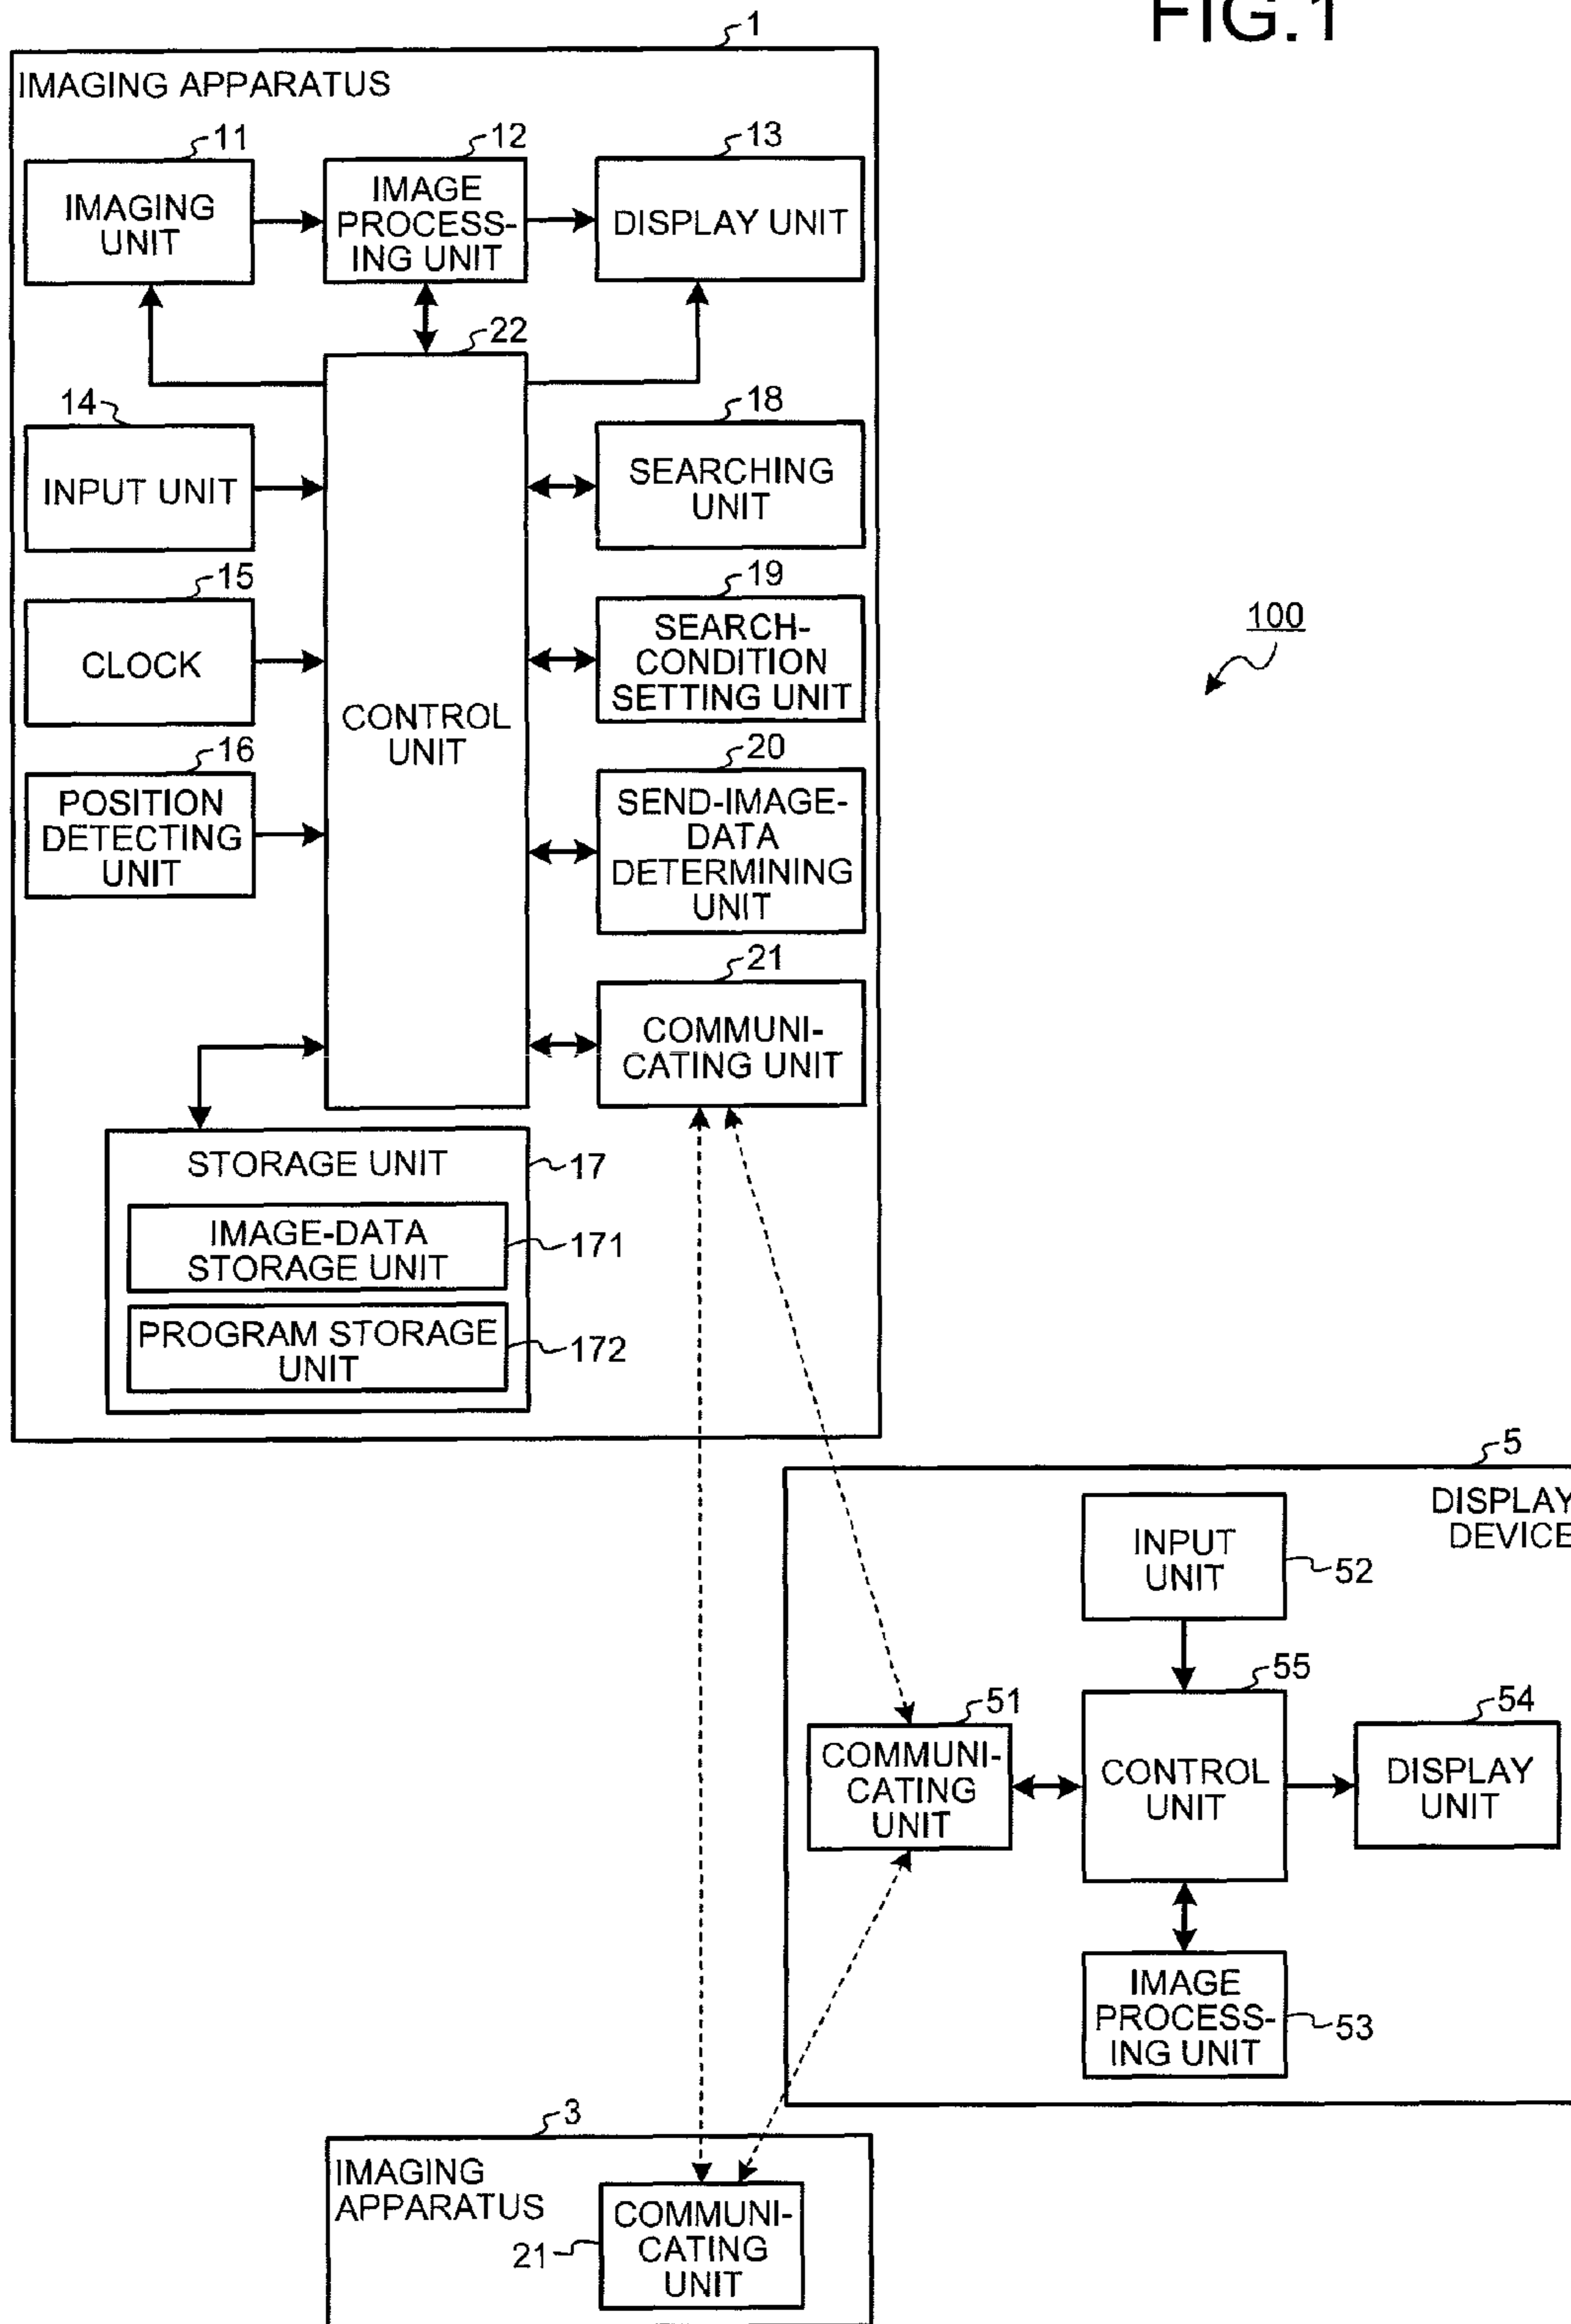 FIG.1
1
IMAGING APPARATUS
11
12
13
IMAGING
UNIT
IMAGE
PROCESS-
ING UNIT
DISPLAY UNIT
22
14
INPUT UNIT
18
SEARCHING
UNIT
15
CLOCK
19
SEARCH-
CONDITION
SETTING UNIT
100
CONTROL
UNIT
16
POSITION
DETECTING
UNIT
20
SEND-IMAGE-
DATA
DETERMINING
UNIT
21
COMMUNI-
CATING UNIT
STORAGE UNIT
17
IMAGE-DATA
STORAGE UNIT
171
PROGRAM STORAGE
UNIT
172
5
DISPLAY
DEVICE
INPUT
UNIT
52
55
51
54
COMMUNI-
CATING
UNIT
CONTROL
UNIT
DISPLAY
UNIT
IMAGE
PROCESS-
ING UNIT
53
3
IMAGING
APPARATUS
COMMUNI-
CATING
UNIT
21